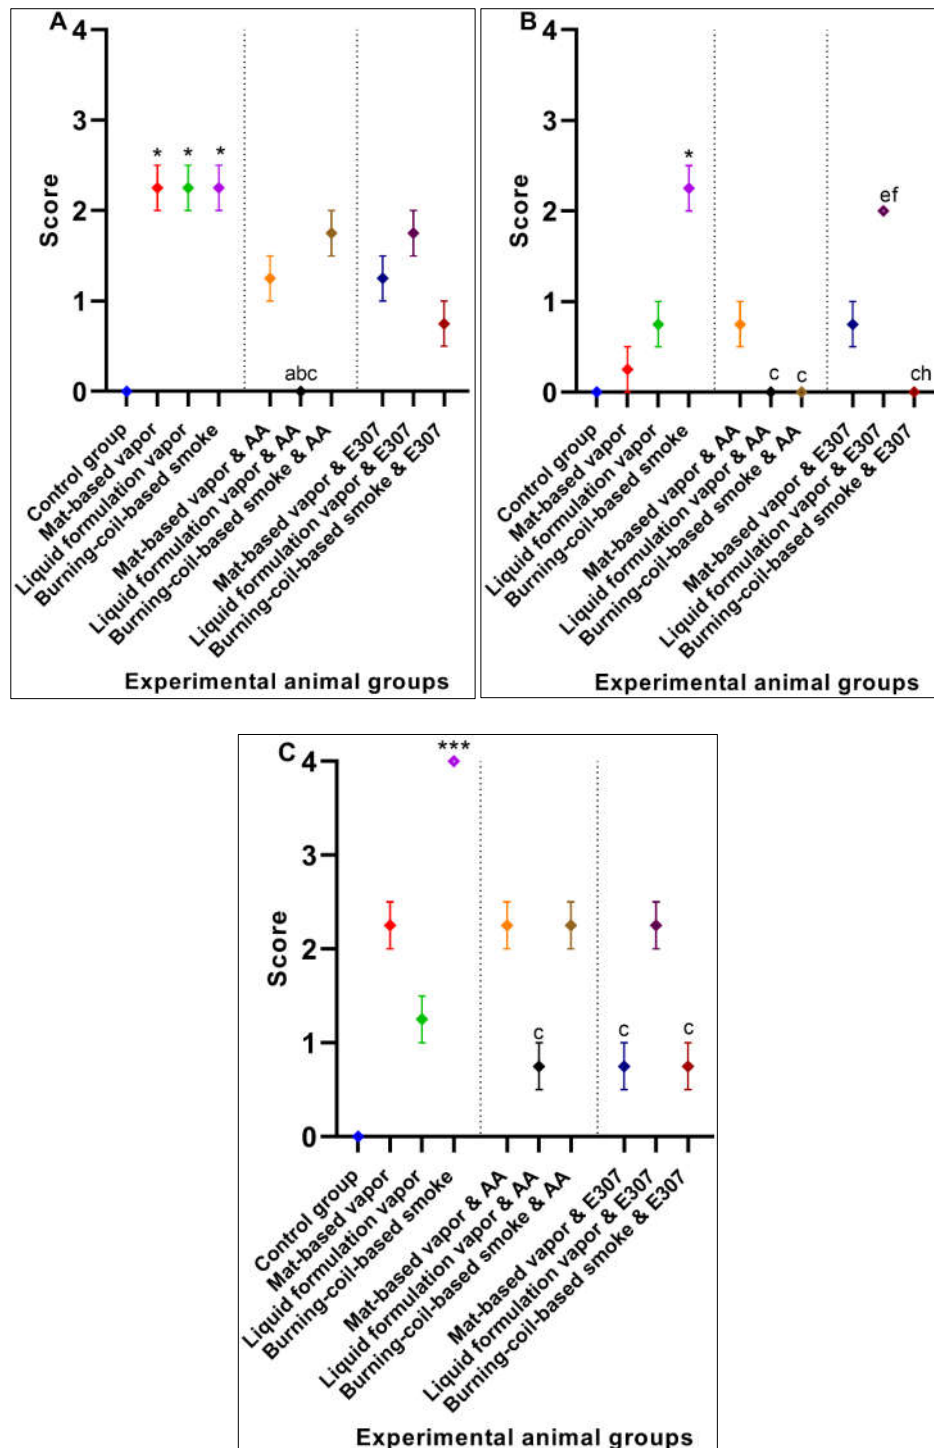 A
4
3
2
1
0
Score
* * *
abc
Control group
Mat-based vapor
Liquid formulation vapor
Burning-coil-based smoke
Mat-based vapor & AA
Liquid formulation vapor & AA
Burning-coil-based smoke & AA
Mat-based vapor & E307
Liquid formulation vapor & E307
Burning-coil-based smoke & E307
Experimental animal groups
B
4
3
2
1
0
Score
*
c c
ef
ch
Control group
Mat-based vapor
Liquid formulation vapor
Burning-coil-based smoke
Mat-based vapor & AA
Liquid formulation vapor & AA
Burning-coil-based smoke & AA
Mat-based vapor & E307
Liquid formulation vapor & E307
Burning-coil-based smoke & E307
Experimental animal groups
C
4
3
2
1
0
Score
***
c
c
c
Control group
Mat-based vapor
Liquid formulation vapor
Burning-coil-based smoke
Mat-based vapor & AA
Liquid formulation vapor & AA
Burning-coil-based smoke & AA
Mat-based vapor & E307
Liquid formulation vapor & E307
Burning-coil-based smoke & E307
Experimental animal groups